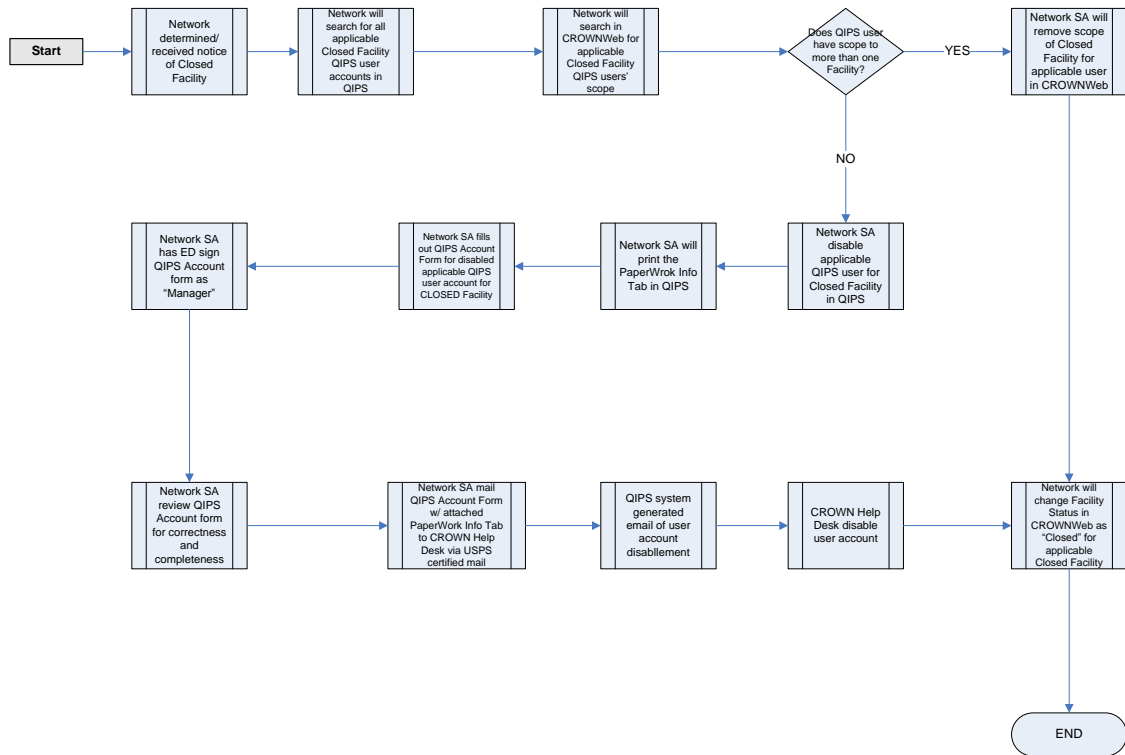 Start
Network
determined/
received notice
of Closed
Facility
Network will
search for all
applicable
Closed Facility
QIPS user
accounts in
QIPS
Network will
search in
CROWNWeb for
applicable
Closed Facility
QIPS users'
scope
Does QIPS user
have scope to
more than one
Facility?
YES
Network SA will
remove scope
of Closed
Facility for
applicable user
in CROWNWeb
NO
Network SA
has ED sign
QIPS Account
form as
“Manager”
Network SA fills
out QIPS Account
Form for disabled
applicable QIPS
user account for
CLOSED Facility
Network SA will
print the
PaperWrok Info
Tab in QIPS
Network SA
disable
applicable
QIPS user for
Closed Facility
in QIPS
Network SA
review QIPS
Account form
for correctness
and
completeness
Network SA mail
QIPS Account Form
w/ attached
PaperWork Info Tab
to CROWN Help
Desk via USPS
certified mail
QIPS system
generated
email of user
account
disabllement
CROWN Help
Desk disable
user account
Network will
change Facility
Status in
CROWNWeb as
“Closed” for
applicable
Closed Facility
END